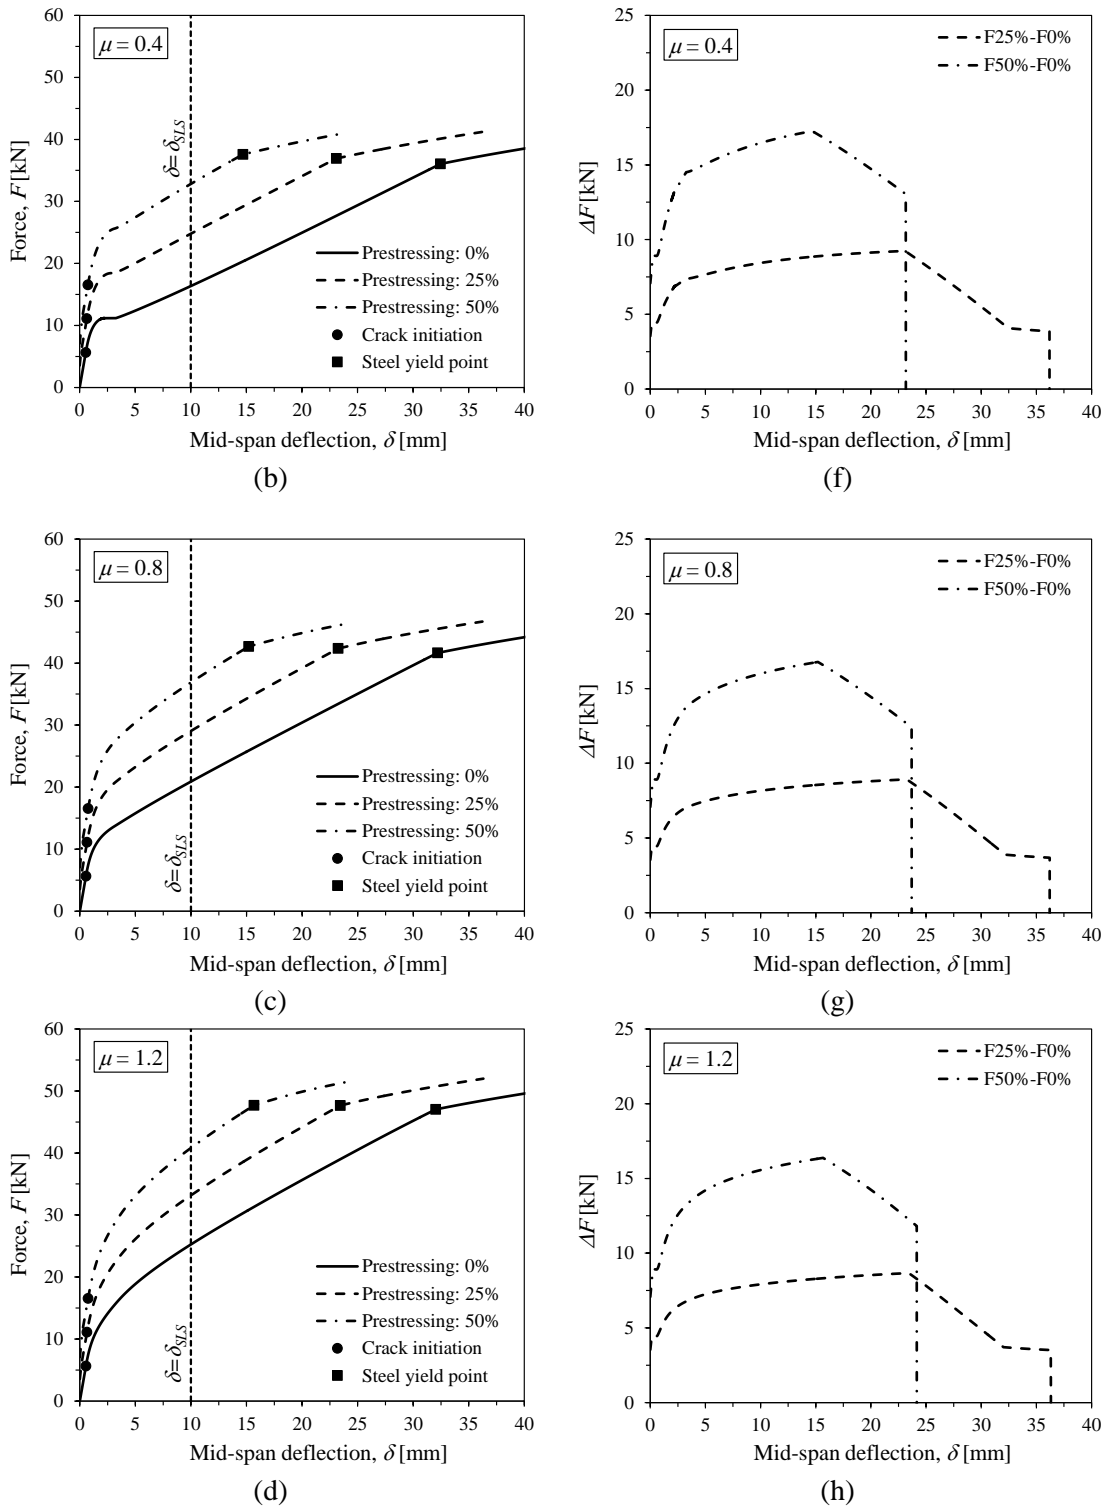 μ = 0.4
Force, F [kN]
60
50
40
30
20
10
0
δ=δSLS
Prestressing: 0%
Prestressing: 25%
Prestressing: 50%
Crack initiation
Steel yield point
0 5 10 15 20 25 30 35 40
Mid-span deflection, δ [mm]
(b)
μ = 0.4
ΔF [kN]
25
20
15
10
5
0
F25%-F0%
F50%-F0%
0 5 10 15 20 25 30 35 40
Mid-span deflection, δ [mm]
(f)
μ = 0.8
Force, F [kN]
60
50
40
30
20
10
0
Prestressing: 0%
Prestressing: 25%
Prestressing: 50%
Crack initiation
Steel yield point
δ=δSLS
0 5 10 15 20 25 30 35 40
Mid-span deflection, δ [mm]
(c)
μ = 0.8
ΔF [kN]
25
20
15
10
5
0
F25%-F0%
F50%-F0%
0 5 10 15 20 25 30 35 40
Mid-span deflection, δ [mm]
(g)
μ = 1.2
Force, F [kN]
60
50
40
30
20
10
0
Prestressing: 0%
Prestressing: 25%
Prestressing: 50%
Crack initiation
Steel yield point
δ=δSLS
0 5 10 15 20 25 30 35 40
Mid-span deflection, δ [mm]
(d)
μ = 1.2
ΔF [kN]
25
20
15
10
5
0
F25%-F0%
F50%-F0%
0 5 10 15 20 25 30 35 40
Mid-span deflection, δ [mm]
(h)